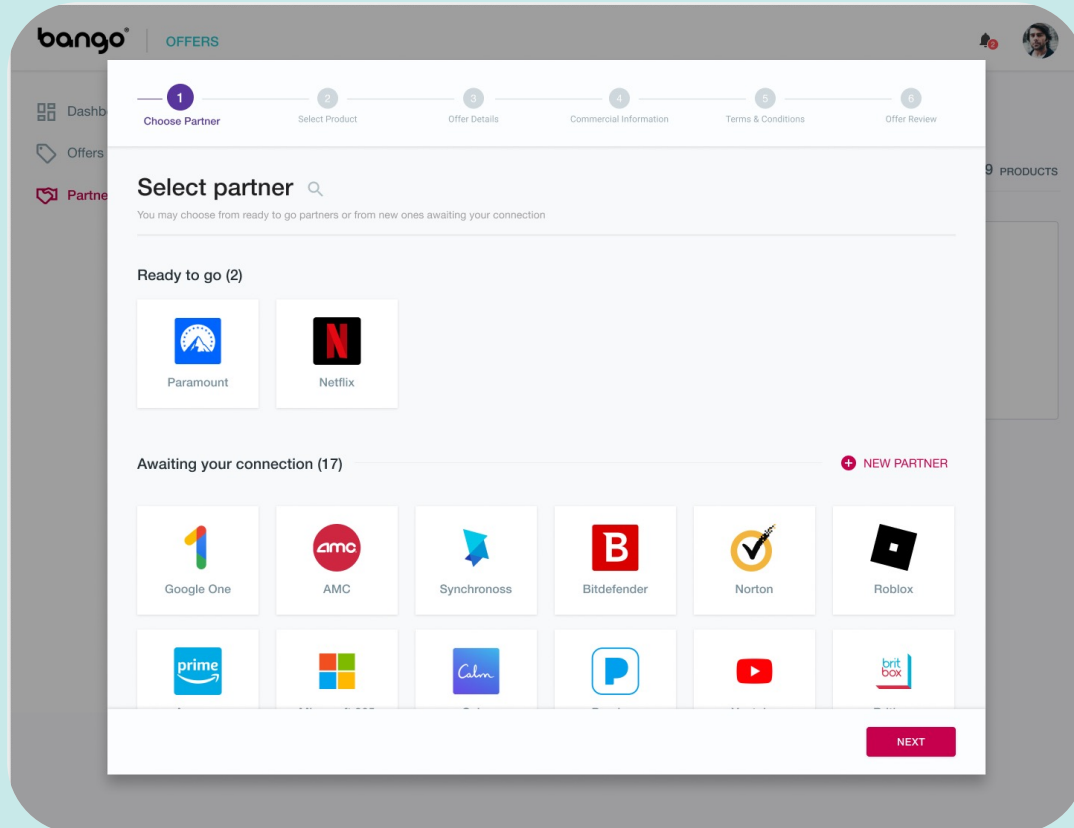 bango
OFFERS
2
Dashb
Offers
Partne
9 PRODUCTS
1
2
3
4
5
6
Choose Partner
Select Product
Offer Details
Commercial Information
Terms & Conditions
Offer Review
Select partner
You may choose from ready to go partners or from new ones awaiting your connection
Ready to go (2)
N
Paramount
Netflix
Awaiting your connection (17)
NEW PARTNER
1
amc
B
Google One
AMC
Synchronoss
Bitdefender
Norton
Roblox
prime
Calm
P
brit
box
NEXT